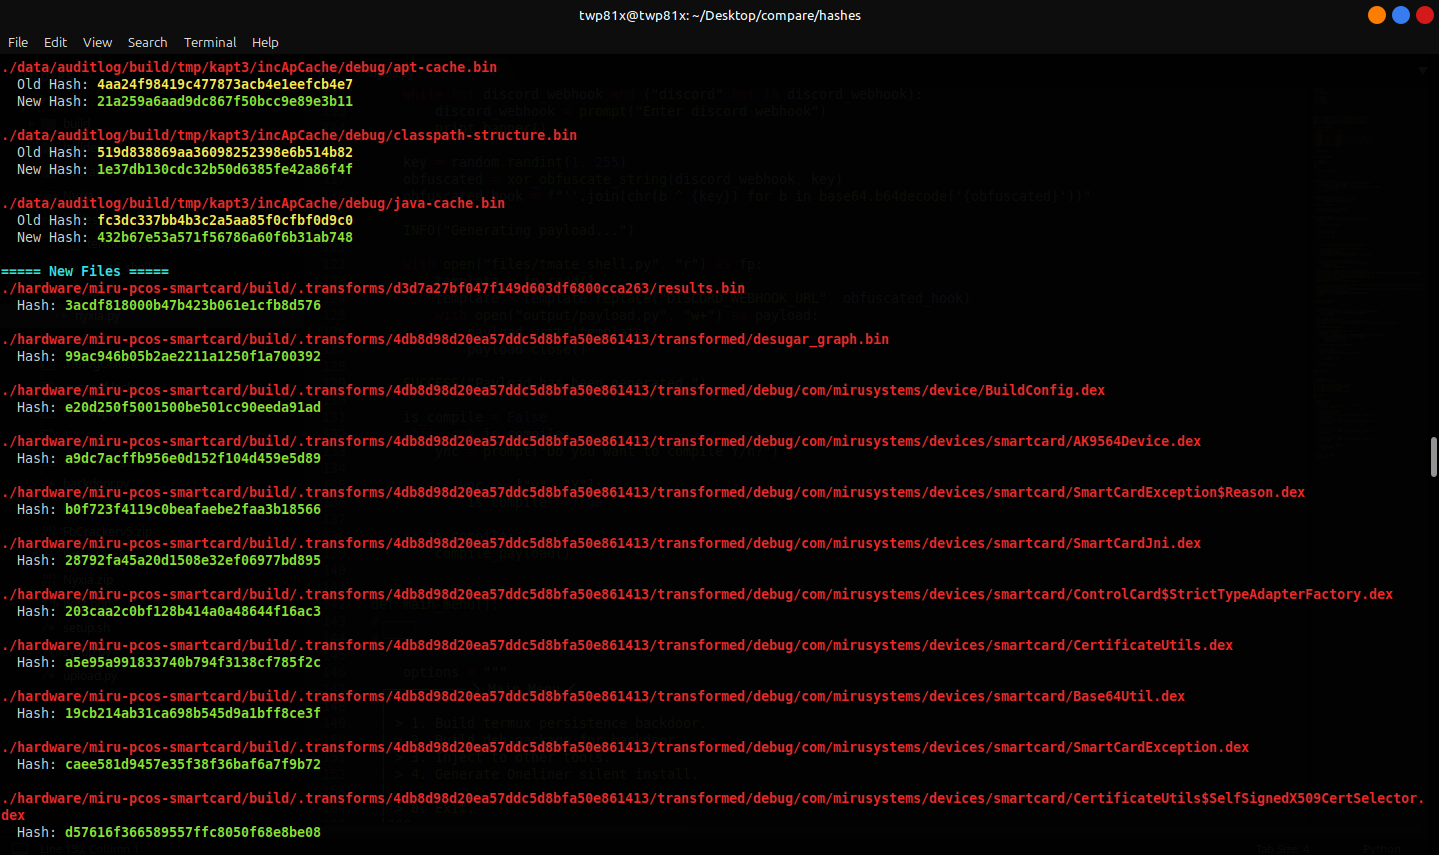 twp81x@twp81x: ~/Desktop/compare/hashes
File Edit View Search Terminal Help
./data/auditlog/build/tmp/kapt3/incApCache/debug/apt-cache.bin
Old Hash: 4aa24f98419c477873acb4e1eefcb4e7
New Hash: 21a259a6aad9dc867f50bcc9e89e3b11
./data/auditlog/build/tmp/kapt3/incApCache/debug/classpath-structure.bin
Old Hash: 519d838869aa36098252398e6b514b82
New Hash: 1e37db130cdc32b50d6385fe42a86f4f
./data/auditlog/build/tmp/kapt3/incApCache/debug/java-cache.bin
Old Hash: fc3dc337bb4b3c2a5aa85f0cfbf0d9c0
New Hash: 432b67e53a571f56786a60f6b31ab748
===== New Files =====
./hardware/miru-pcos-smartcard/build/.transforms/d3d7a27bf047f149d603df6800cca263/results.bin
Hash: 3acdf818000b47b423b061e1cfb8d576
./hardware/miru-pcos-smartcard/build/.transforms/4db8d98d20ea57ddc5d8bfa50e861413/transformed/desugar_graph.bin
Hash: 99ac946b05b2ae2211a1250f1a700392
./hardware/miru-pcos-smartcard/build/.transforms/4db8d98d20ea57ddc5d8bfa50e861413/transformed/debug/com/mirusystems/device/BuildConfig.dex
Hash: e20d250f5001500be501cc90eeda91ad
./hardware/miru-pcos-smartcard/build/.transforms/4db8d98d20ea57ddc5d8bfa50e861413/transformed/debug/com/mirusystems/devices/smartcard/AK9564Device.dex
Hash: a9dc7acffb956e0d152f104d459e5d89
./hardware/miru-pcos-smartcard/build/.transforms/4db8d98d20ea57ddc5d8bfa50e861413/transformed/debug/com/mirusystems/devices/smartcard/SmartCardException$Reason.dex
Hash: b0f723f4119c0beafaebe2faa3b18566
./hardware/miru-pcos-smartcard/build/.transforms/4db8d98d20ea57ddc5d8bfa50e861413/transformed/debug/com/mirusystems/devices/smartcard/SmartCardJni.dex
Hash: 28792fa45a20d1508e32ef06977bd895
./hardware/miru-pcos-smartcard/build/.transforms/4db8d98d20ea57ddc5d8bfa50e861413/transformed/debug/com/mirusystems/devices/smartcard/ControlCard$StrictTypeAdapterFactory.dex
Hash: 203caa2c0bf128b414a0a48644f16ac3
./hardware/miru-pcos-smartcard/build/.transforms/4db8d98d20ea57ddc5d8bfa50e861413/transformed/debug/com/mirusystems/devices/smartcard/CertificateUtils.dex
Hash: a5e95a991833740b794f3138cf785f2c
./hardware/miru-pcos-smartcard/build/.transforms/4db8d98d20ea57ddc5d8bfa50e861413/transformed/debug/com/mirusystems/devices/smartcard/Base64Util.dex
Hash: 19cb214ab31ca698b545d9a1bff8ce3f
./hardware/miru-pcos-smartcard/build/.transforms/4db8d98d20ea57ddc5d8bfa50e861413/transformed/debug/com/mirusystems/devices/smartcard/SmartCardException.dex
Hash: caee581d9457e35f38f36baf6a7f9b72
./hardware/miru-pcos-smartcard/build/.transforms/4db8d98d20ea57ddc5d8bfa50e861413/transformed/debug/com/mirusystems/devices/smartcard/CertificateUtils$SelfSignedX509CertSelector.
dex
Hash: d57616f366589557ffc8050f68e8be08